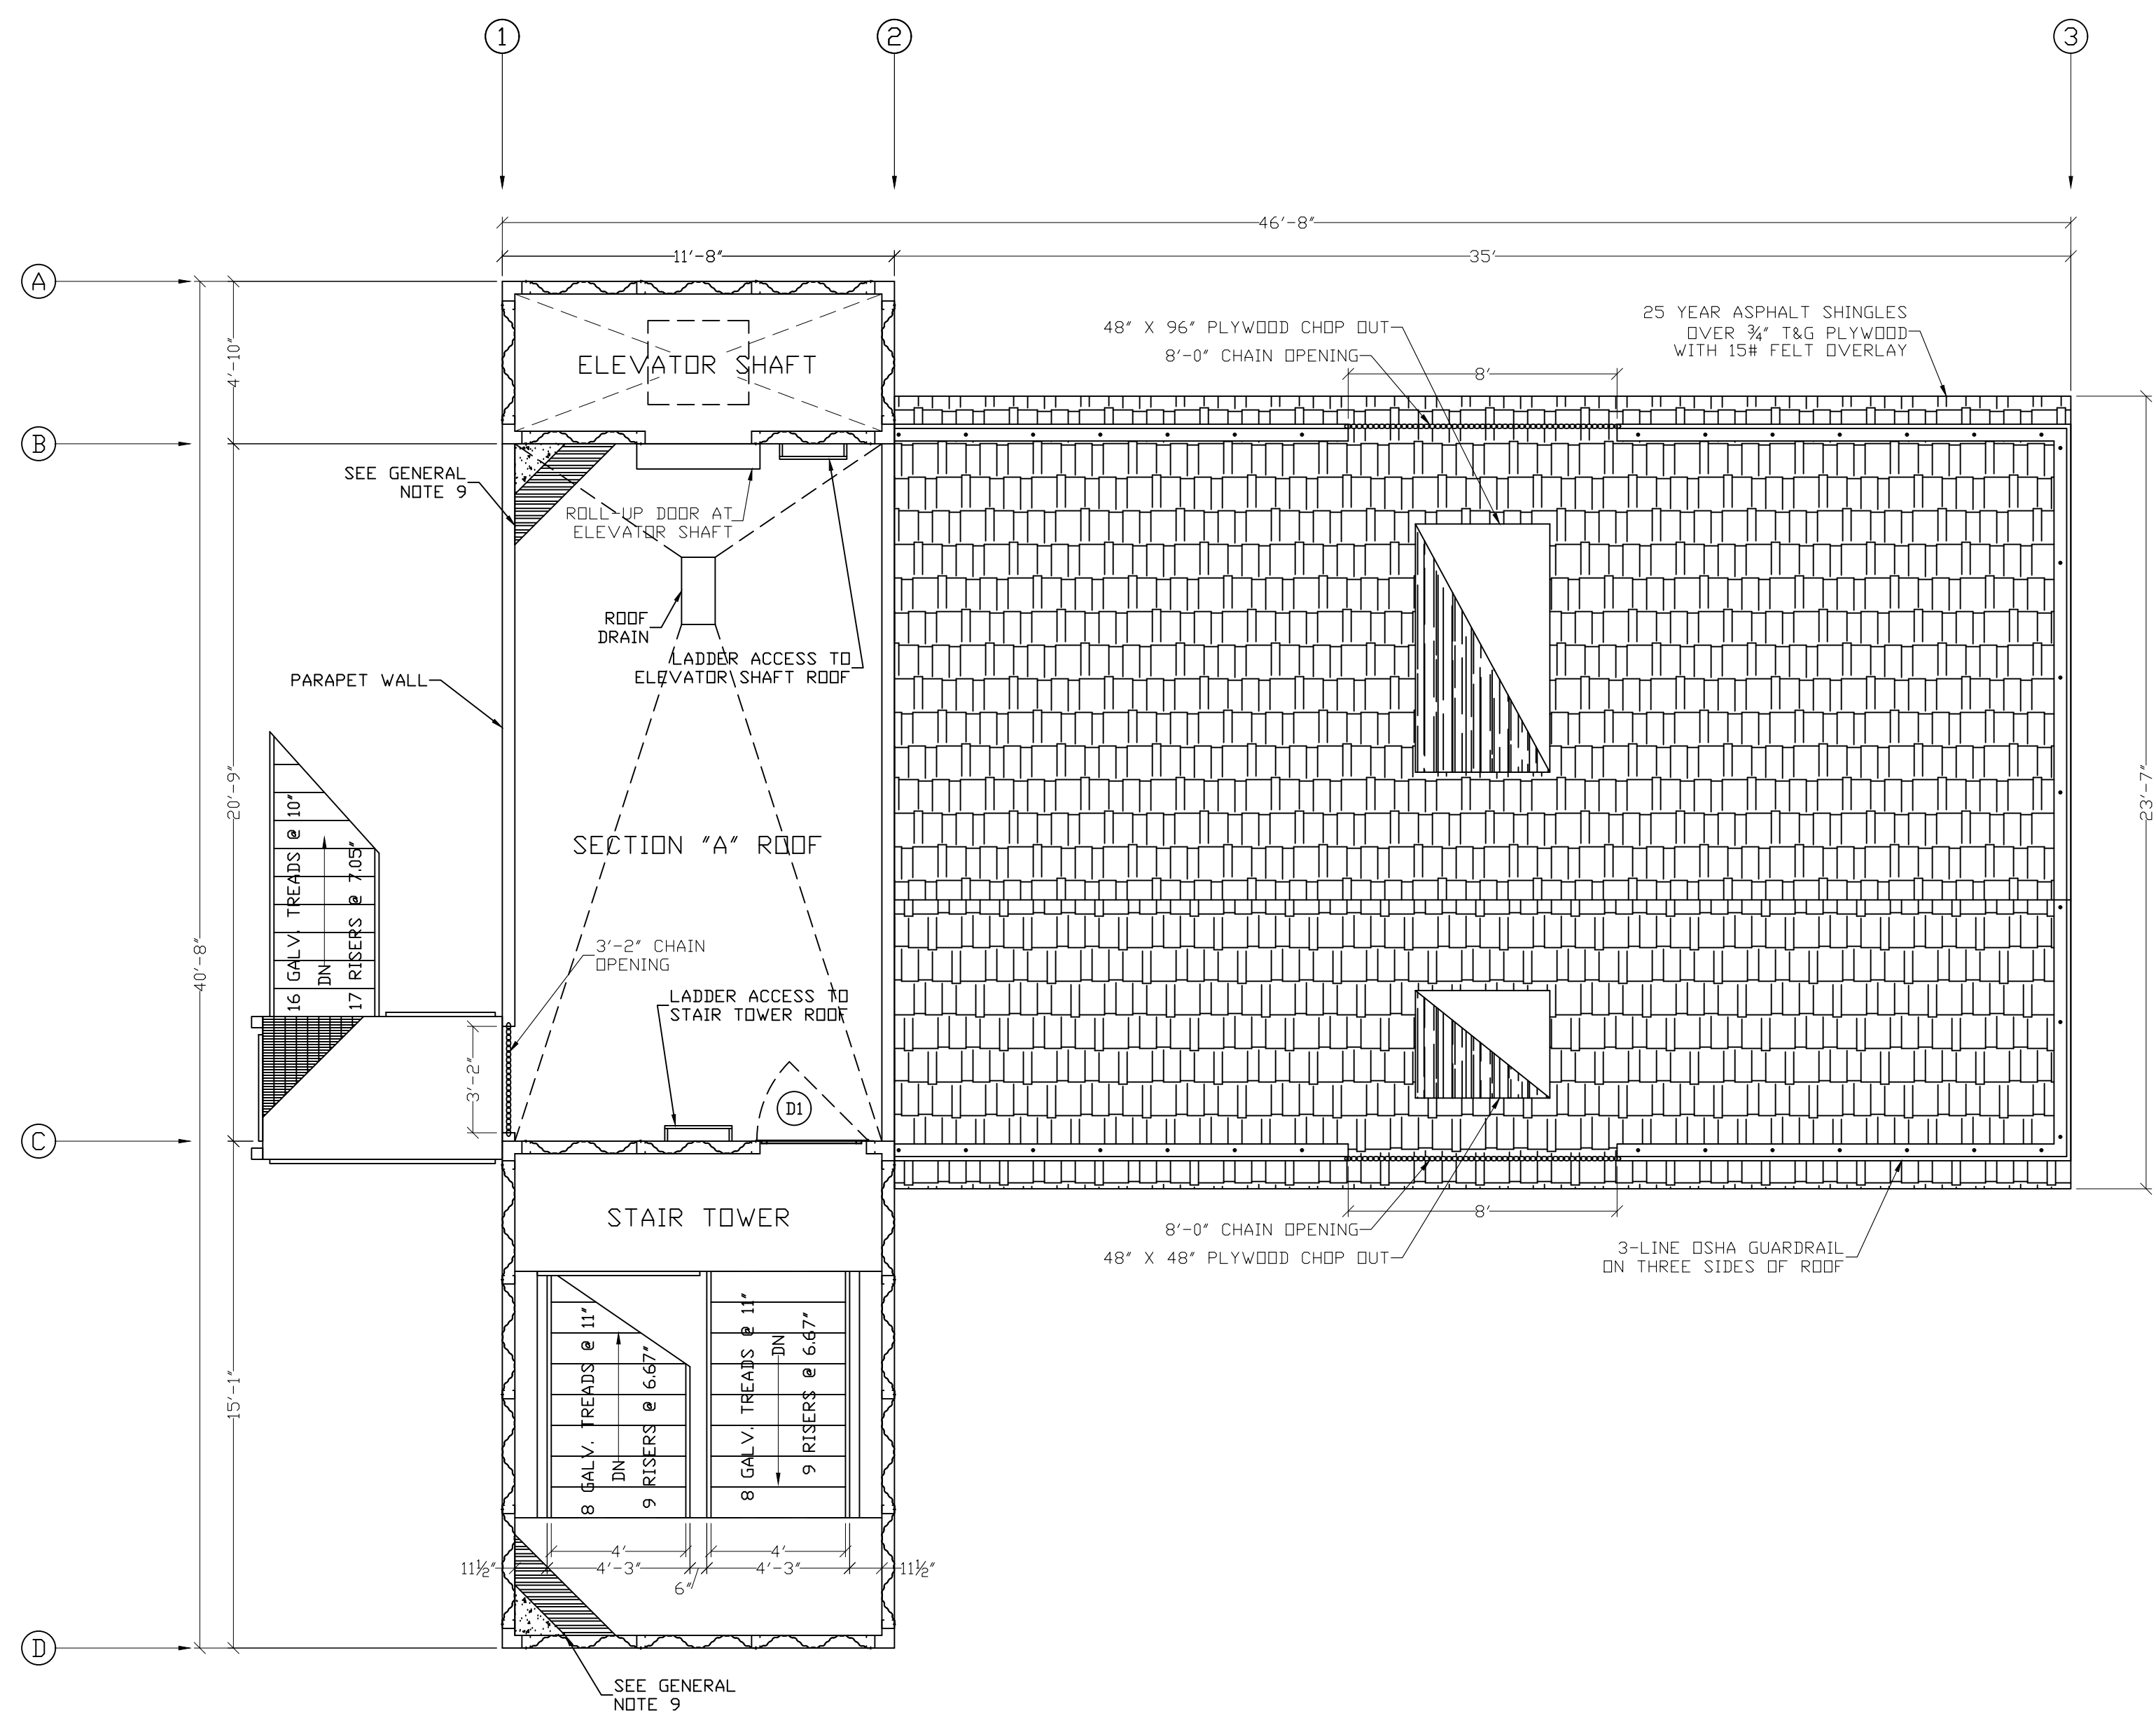 1
2
3
46'-8"
11'-8"
35'
A
4'-10"
ELEVATOR SHAFT
48" X 96" PLYWOOD CHOP OUT
8'-0" CHAIN OPENING
8'
25 YEAR ASPHALT SHINGLES
OVER ¾" T&G PLYWOOD
WITH 15# FELT OVERLAY
B
SEE GENERAL
NOTE 9
ROLL-UP DOOR AT
ELEVATOR SHAFT
ROOF
DRAIN
LADDER ACCESS TO
ELEVATOR SHAFT ROOF
PARAPET WALL
20'-9"
23'-7"
SECTION "A" ROOF
16 GALV. TREADS @ 10"
DN
17 RISERS @ 7.05"
40'-8"
3'-2" CHAIN
OPENING
LADDER ACCESS TO
STAIR TOWER ROOF
3'-2"
D1
C
STAIR TOWER
8'
8'-0" CHAIN OPENING
48" X 48" PLYWOOD CHOP OUT
3-LINE OSHA GUARDRAIL
ON THREE SIDES OF ROOF
15'-1"
8 GALV. TREADS @ 11"
DN
9 RISERS @ 6.67"
8 GALV. TREADS @ 11"
DN
9 RISERS @ 6.67"
4'
4'
11½"
4'-3"
6"
4'-3"
11½"
D
SEE GENERAL
NOTE 9